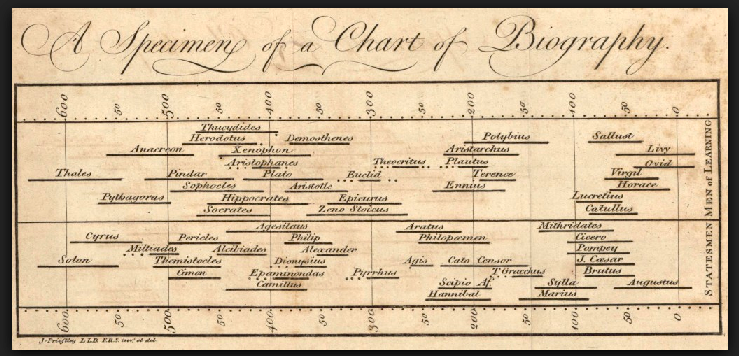 A Specimen of a Chart of Biography.
600 50 500 50 400 50 300 50 200 50 100 50 0
Thucydides
Herodotus Demosthenes Polybius Sallust
Anacreon Xenophon Aristarchus Livy
Aristophanes Theocritus Plautus Ovid
Thales Pindar Plato Euclid Terence Virgil
Sophocles Aristotle Ennius Horace
Pythagoras Hippocrates Epicurus Lucretius
Socrates Zeno Stoicus Catullus
MEN of LEARNING
Agesilaus Aratus Mithridates
Cyrus Pericles Philip Philopœmen Cicero
Miltiades Alcibiades Alexander Pompey
Solon Themistocles Dionysius Agis Cato Censor J. Cæsar
Cimon Epaminondas Pyrrhus T Gracchus Brutus
Camillus Scipio Af. Sylla Augustus
Hannibal Marius
STATESMEN
600 50 500 50 400 50 300 50 200 50 100 50 0
J. Priestley L.L.D. F.R.S. inv.t et del.